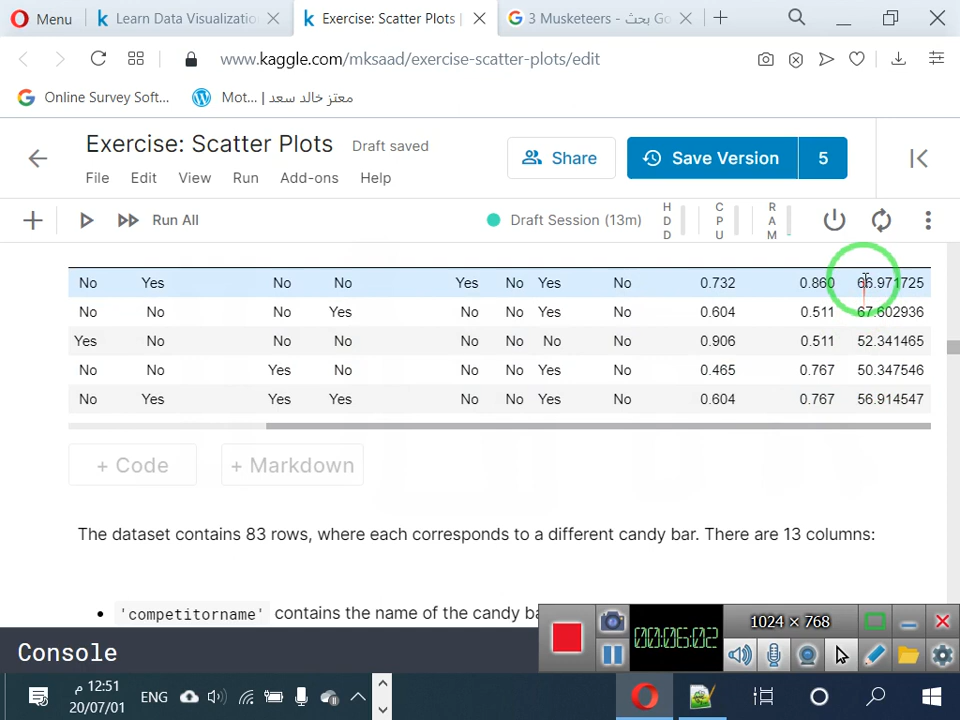 Menu
Learn Data Visualizatio
Exercise: Scatter Plots |
3 Musketeers - بحث Go
www.kaggle.com/mksaad/exercise-scatter-plots/edit
Online Survey Soft...
Mot... | معتز خالد سعد
Exercise: Scatter Plots
Draft saved
Share
Save Version
5
File Edit View Run Add-ons Help
Run All
Draft Session (13m)
HDD
CPU
RAM
No Yes No No Yes No Yes No 0.732 0.860 66.971725
No No No Yes No No Yes No 0.604 0.511 67.602936
Yes No No No No No No No 0.906 0.511 52.341465
No No Yes No No No Yes No 0.465 0.767 50.347546
No Yes Yes Yes No No Yes No 0.604 0.767 56.914547
+ Code
+ Markdown
The dataset contains 83 rows, where each corresponds to a different candy bar. There are 13 columns:
• 'competitorname' contains the name of the candy ba
00:06:02
1024 × 768
Console
12:51 م
20/07/01
ENG